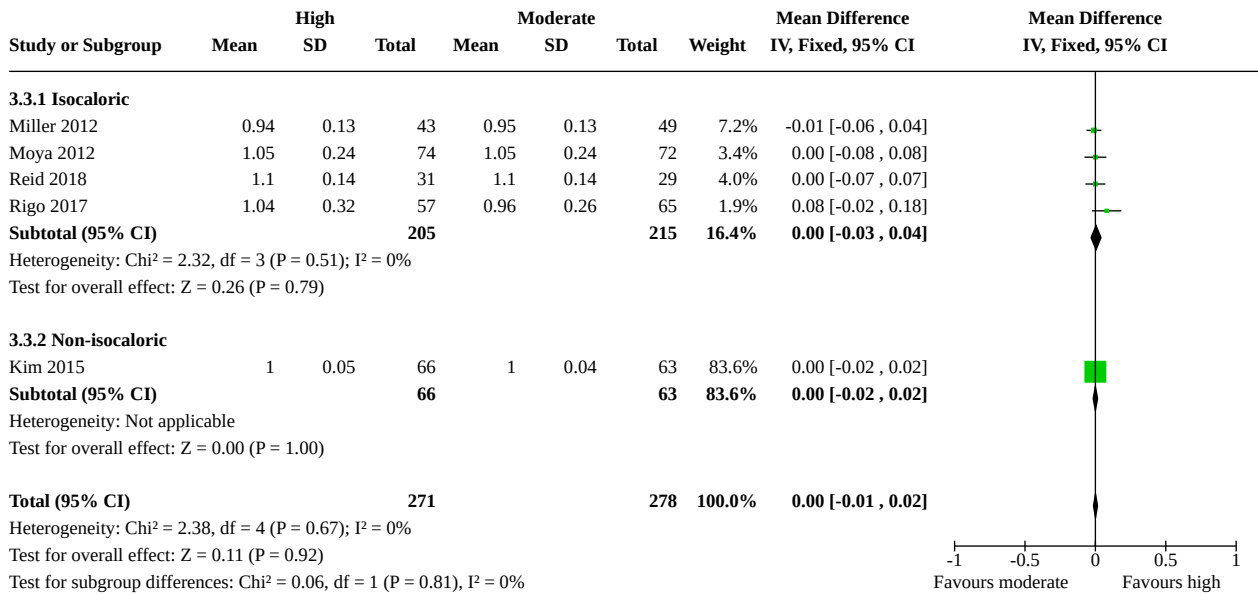 High Moderate Mean Difference Mean Difference
Study or Subgroup Mean SD Total Mean SD Total Weight IV, Fixed, 95% CI IV, Fixed, 95% CI
3.3.1 Isocaloric
Miller 2012 0.94 0.13 43 0.95 0.13 49 7.2% -0.01 [-0.06 , 0.04]
Moya 2012 1.05 0.24 74 1.05 0.24 72 3.4% 0.00 [-0.08 , 0.08]
Reid 2018 1.1 0.14 31 1.1 0.14 29 4.0% 0.00 [-0.07 , 0.07]
Rigo 2017 1.04 0.32 57 0.96 0.26 65 1.9% 0.08 [-0.02 , 0.18]
Subtotal (95% CI) 205 215 16.4% 0.00 [-0.03 , 0.04]
Heterogeneity: Chi² = 2.32, df = 3 (P = 0.51); I² = 0%
Test for overall effect: Z = 0.26 (P = 0.79)
3.3.2 Non-isocaloric
Kim 2015 1 0.05 66 1 0.04 63 83.6% 0.00 [-0.02 , 0.02]
Subtotal (95% CI) 66 63 83.6% 0.00 [-0.02 , 0.02]
Heterogeneity: Not applicable
Test for overall effect: Z = 0.00 (P = 1.00)
Total (95% CI) 271 278 100.0% 0.00 [-0.01 , 0.02]
Heterogeneity: Chi² = 2.38, df = 4 (P = 0.67); I² = 0%
Test for overall effect: Z = 0.11 (P = 0.92)
-1 -0.5 0 0.5 1
Test for subgroup differences: Chi² = 0.06, df = 1 (P = 0.81), I² = 0% Favours moderate Favours high